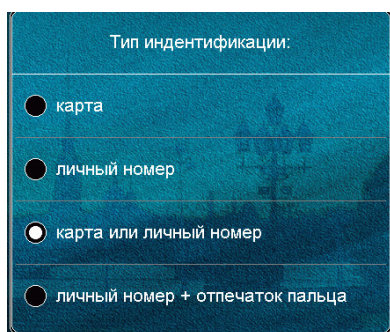 Тип индентификации:
карта
личный номер
карта или личный номер
личный номер + отпечаток пальца